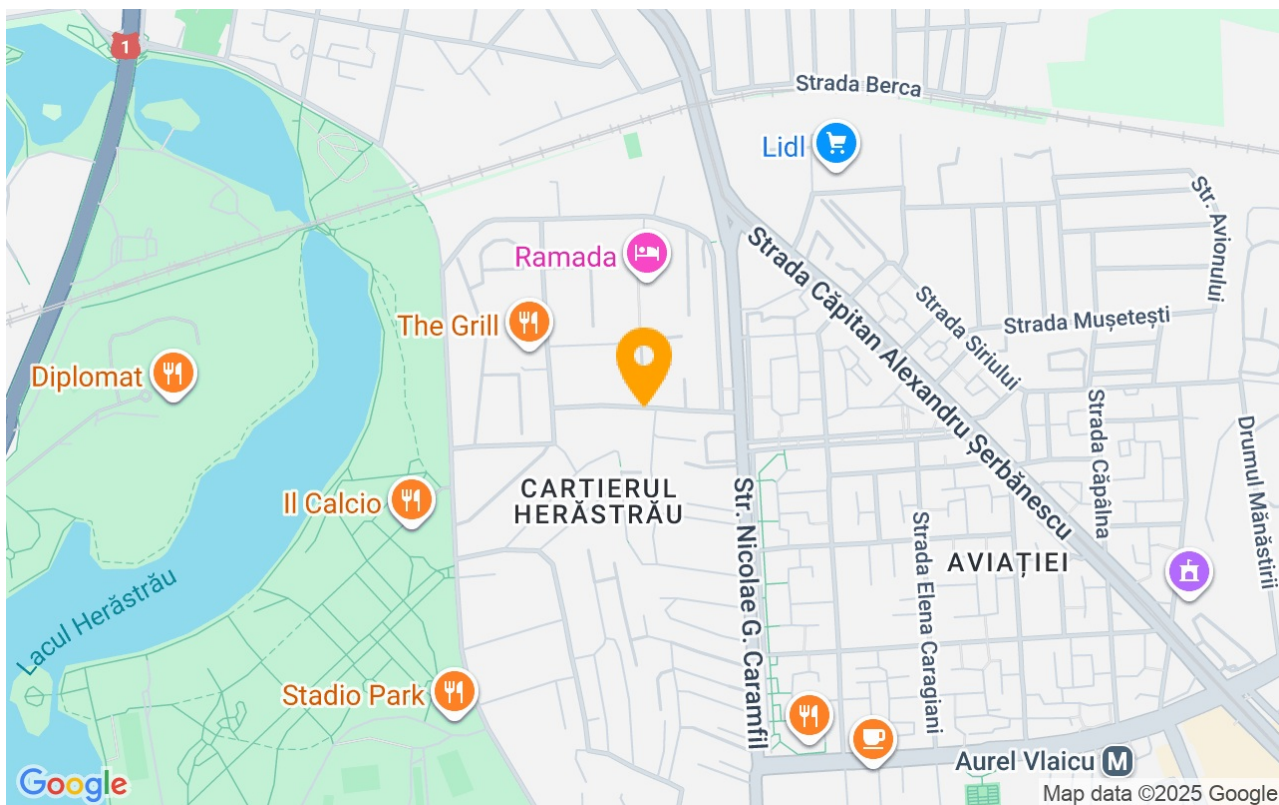 1
Strada Berca
Lidl
Str. Avionului
Ramada
Strada Căpitan Alexandru Șerbănescu
The Grill
Strada Siriului
Strada Mușetești
Diplomat
Strada Căpâlna
Drumul Mănăstirii
Il Calcio
CARTIERUL
HERĂSTRĂU
Str. Nicolae G. Caramfil
Strada Elena Caragiani
AVIAȚIEI
Lacul Herăstrău
Stadio Park
Aurel Vlaicu M
Google
Map data ©2025 Google